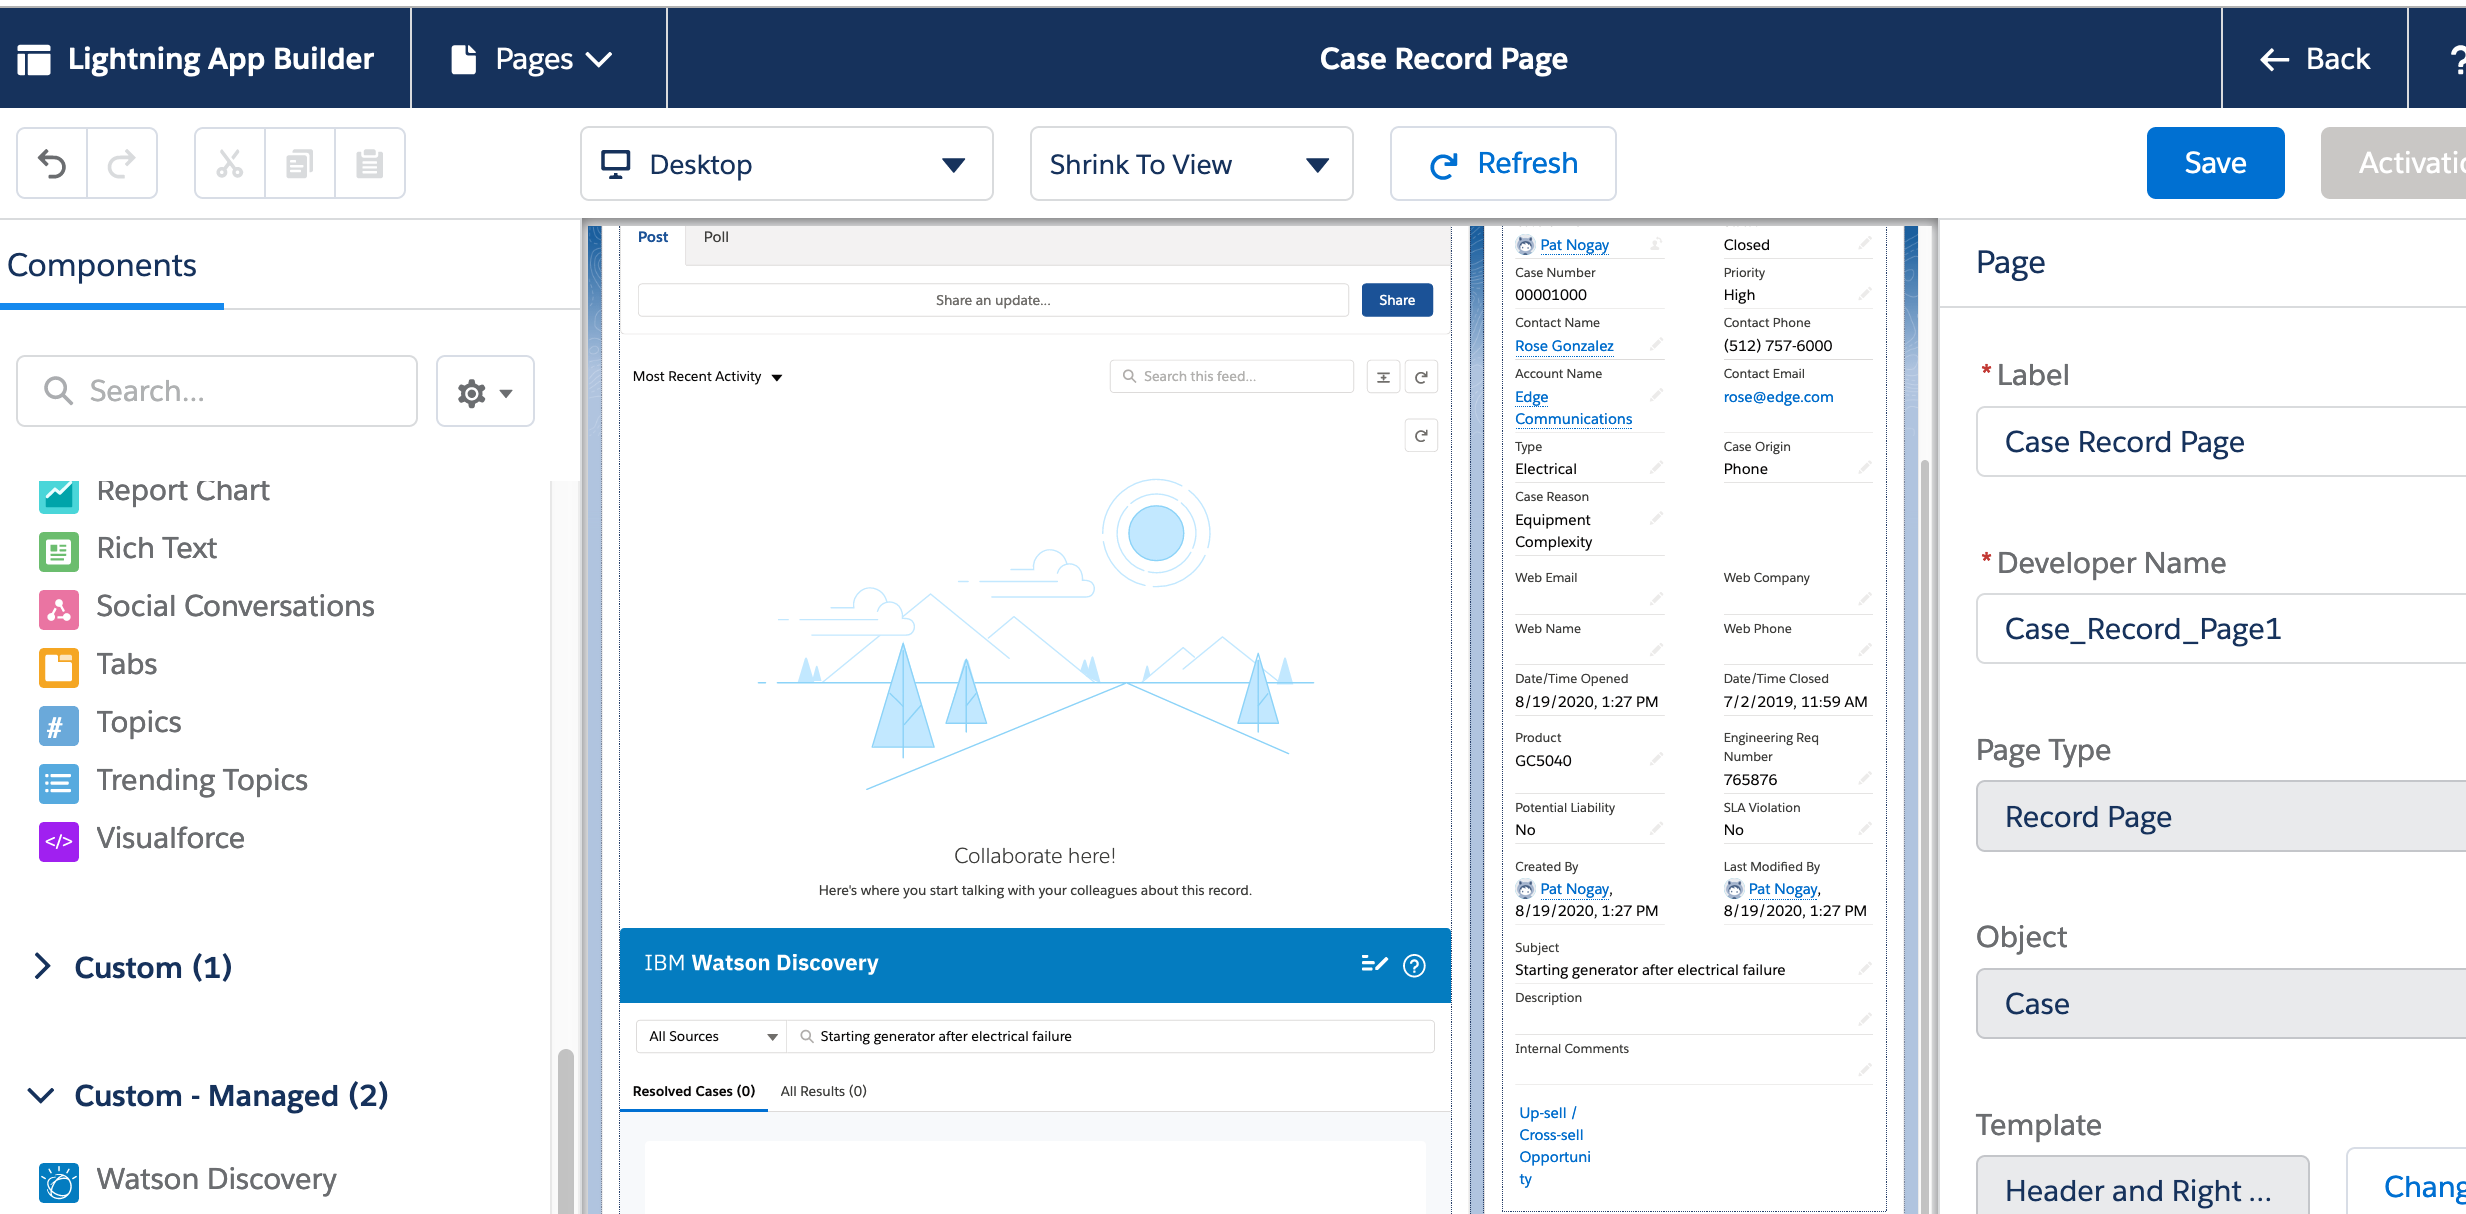 Lightning App Builder
Pages
Case Record Page
Back
?
Desktop
Shrink To View
Refresh
Save
Components
Search...
Report Chart
Rich Text
Social Conversations
Tabs
# Topics
Trending Topics
</> Visualforce
Custom (1)
Custom - Managed (2)
Watson Discovery
Post
Poll
Share an update...
Share
Most Recent Activity
Search this feed...
Collaborate here!
Here's where you start talking with your colleagues about this record.
IBM Watson Discovery
?
All Sources
Starting generator after electrical failure
Resolved Cases (0)
All Results (0)
Pat Nogay
Closed
Case Number
Priority
00001000
High
Contact Name
Contact Phone
Rose Gonzalez
(512) 757-6000
Account Name
Contact Email
Edge
Communications
rose@edge.com
Type
Case Origin
Electrical
Phone
Case Reason
Equipment
Complexity
Web Email
Web Company
Web Name
Web Phone
Date/Time Opened
Date/Time Closed
8/19/2020, 1:27 PM
7/2/2019, 11:59 AM
Product
Engineering Req
Number
GC5040
765876
Potential Liability
SLA Violation
No
No
Created By
Last Modified By
Pat Nogay,
Pat Nogay,
8/19/2020, 1:27 PM
8/19/2020, 1:27 PM
Subject
Starting generator after electrical failure
Description
Internal Comments
Up-sell /
Cross-sell
Opportuni
ty
Page
* Label
Case Record Page
* Developer Name
Case_Record_Page1
Page Type
Record Page
Object
Case
Template
Header and Right ...